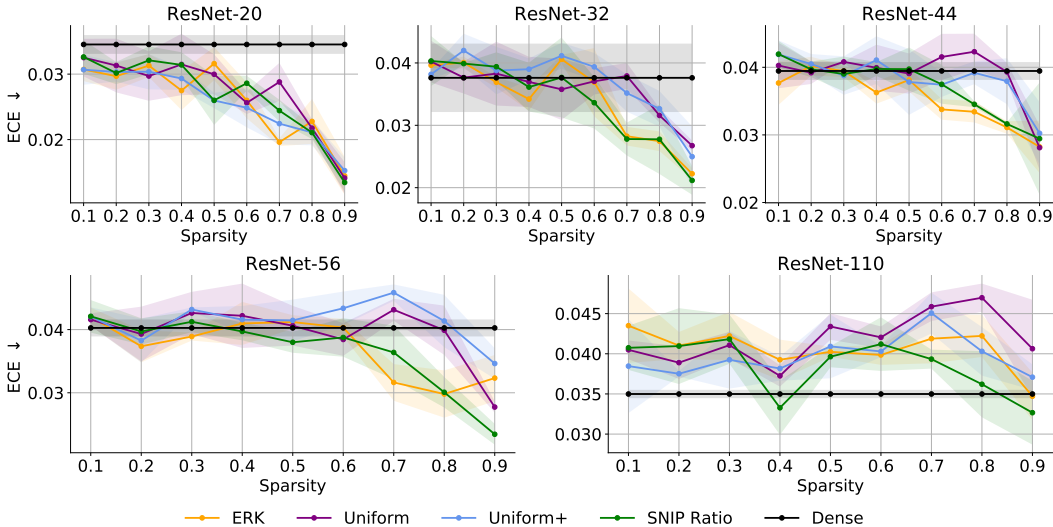 ResNet-20
ResNet-32
ResNet-44
ECE ↓
0.03
0.02
0.04
0.03
0.02
0.04
0.03
0.02
0.1 0.2 0.3 0.4 0.5 0.6 0.7 0.8 0.9
0.1 0.2 0.3 0.4 0.5 0.6 0.7 0.8 0.9
0.1 0.2 0.3 0.4 0.5 0.6 0.7 0.8 0.9
Sparsity
Sparsity
Sparsity
ResNet-56
ResNet-110
ECE ↓
0.04
0.03
0.045
0.040
0.035
0.030
0.1 0.2 0.3 0.4 0.5 0.6 0.7 0.8 0.9
0.1 0.2 0.3 0.4 0.5 0.6 0.7 0.8 0.9
Sparsity
Sparsity
ERK Uniform Uniform+ SNIP Ratio Dense